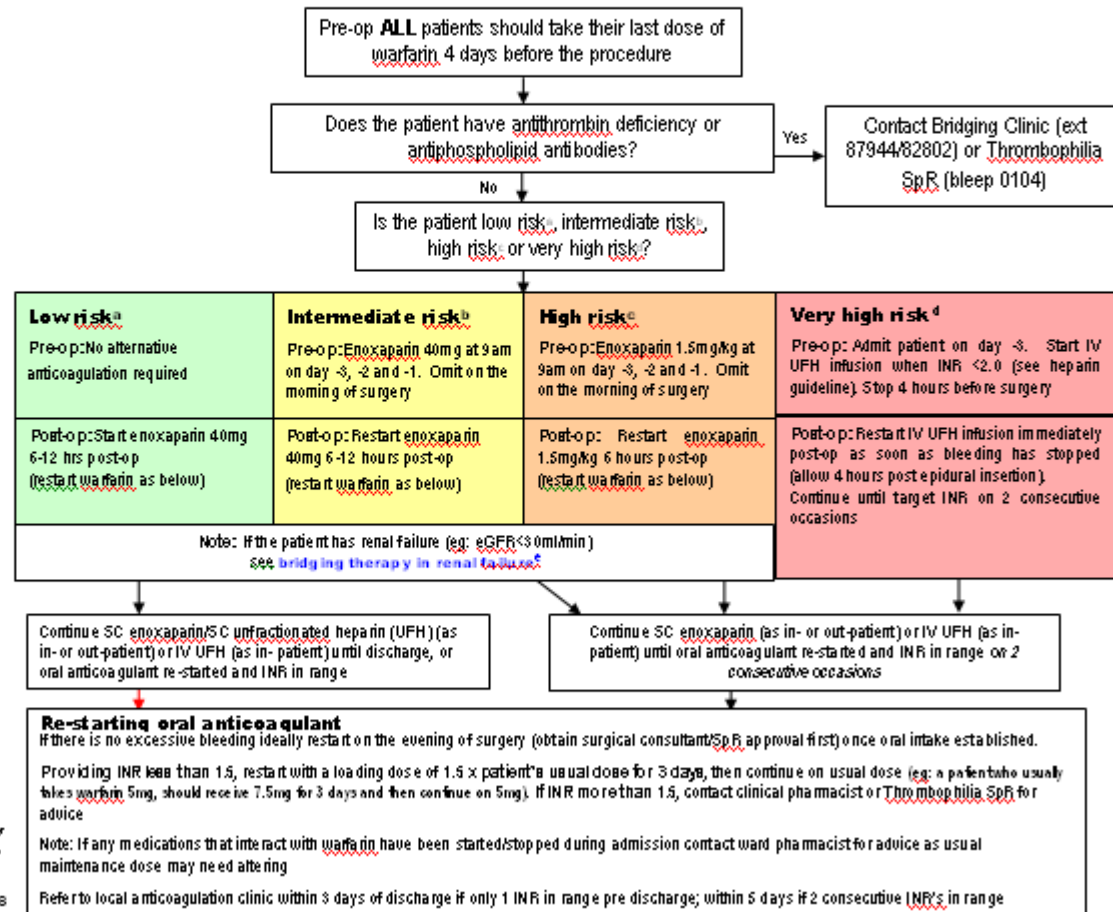 Pre-op ALL patients should take their last dose of
warfarin 4 days before the procedure
Does the patient have antithrombin deficiency or
antiphospholipid antibodies?
Yes
Contact Bridging Clinic (ext
87944/82802) or Thrombophilia
SpR (bleep 0104)
No
Is the patient low risk, intermediate risk,
high risk or very high risk?
Low risk a
Pre-op: No alternative
anticoagulation required
Intermediate risk b
Pre-op: Enoxaparin 40mg at 9am
on day -3, -2 and -1. Omit on the
morning of surgery
High risk c
Pre-op: Enoxaparin 1.5mg/kg at
9am on day -3, -2 and -1. Omit
on the morning of surgery
Very high risk d
Pre-op: Admit patient on day -3. Start IV
UFH infusion when INR <2.0 (see heparin
guideline). Stop 4 hours before surgery
Post-op: Start enoxaparin 40mg
6-12 hrs post-op
(restart warfarin as below)
Post-op: Restart enoxaparin
40mg 6-12 hours post-op
(restart warfarin as below)
Post-op: Restart enoxaparin
1.5mg/kg 6 hours post-op
(restart warfarin as below)
Post-op: Restart IV UFH infusion immediately
post-op as soon as bleeding has stopped
(allow 4 hours post epidural insertion).
Continue until target INR on 2 consecutive
occasions
Note: If the patient has renal failure (eg: eGFR<30ml/min)
see bridging therapy in renal failure
Continue SC enoxaparin/SC unfractionated heparin (UFH) (as
in- or out-patient) or IV UFH (as in- patient) until discharge, or
oral anticoagulant re-started and INR in range
Continue SC enoxaparin (as in- or out-patient) or IV UFH (as in-
patient) until oral anticoagulant re-started and INR in range on 2
consecutive occasions
Re-starting oral anticoagulant
If there is no excessive bleeding ideally restart on the evening of surgery (obtain surgical consultant/SpR approval first) once oral intake established.
Providing INR less than 1.5, restart with a loading dose of 1.5 x patient's usual dose for 3 days, then continue on usual dose (eg: a patient who usually
takes warfarin 5mg, should receive 7.5mg for 3 days and then continue on 5mg). If INR more than 1.5, contact clinical pharmacist or Thrombophilia SpR for
advice
Note: If any medications that interact with warfarin have been started/stopped during admission contact ward pharmacist for advice as usual
maintenance dose may need altering
Refer to local anticoagulation clinic within 3 days of discharge if only 1 INR in range pre discharge; within 5 days if 2 consecutive INR's in range